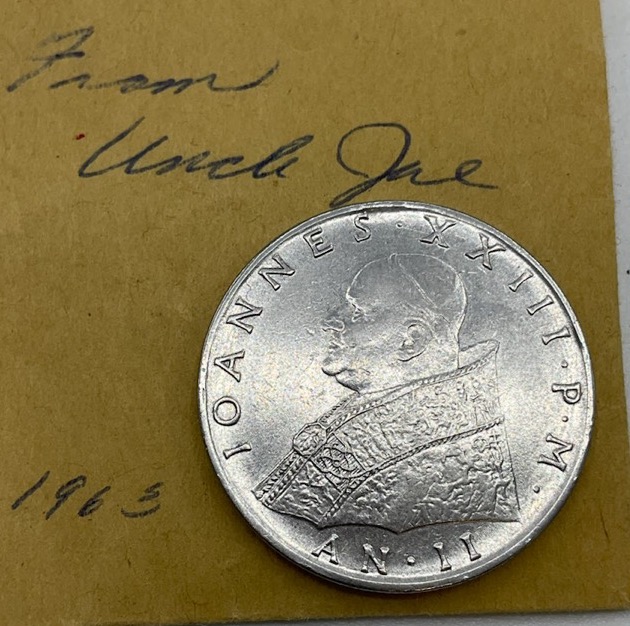 From
Uncle Joe
IOANNES · XXIII · P · M ·
AN · II
1963